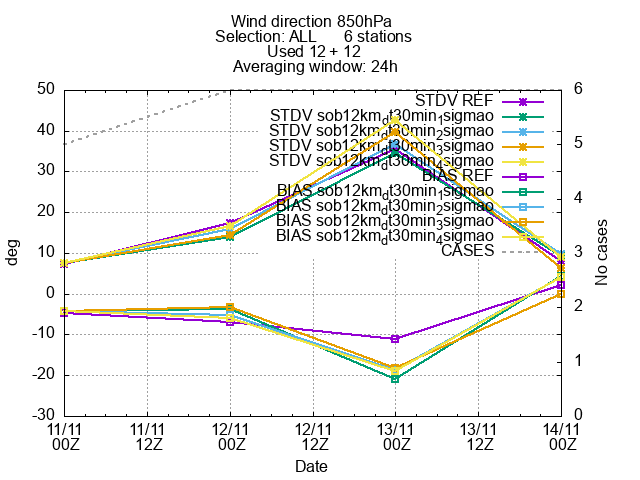 Wind direction 850hPa
Selection: ALL 6 stations
Used 12 + 12
Averaging window: 24h
STDV REF
STDV sob12km_dt30min_1sigmao
STDV sob12km_dt30min_2sigmao
STDV sob12km_dt30min_3sigmao
STDV sob12km_dt30min_4sigmao
BIAS REF
BIAS sob12km_dt30min_1sigmao
BIAS sob12km_dt30min_2sigmao
BIAS sob12km_dt30min_3sigmao
BIAS sob12km_dt30min_4sigmao
CASES
50
40
30
20
10
0
-10
-20
-30
deg
6
5
4
3
2
1
0
No cases
11/11 11/11 12/11 12/11 13/11 13/11 14/11
00Z 12Z 00Z 12Z 00Z 12Z 00Z
Date